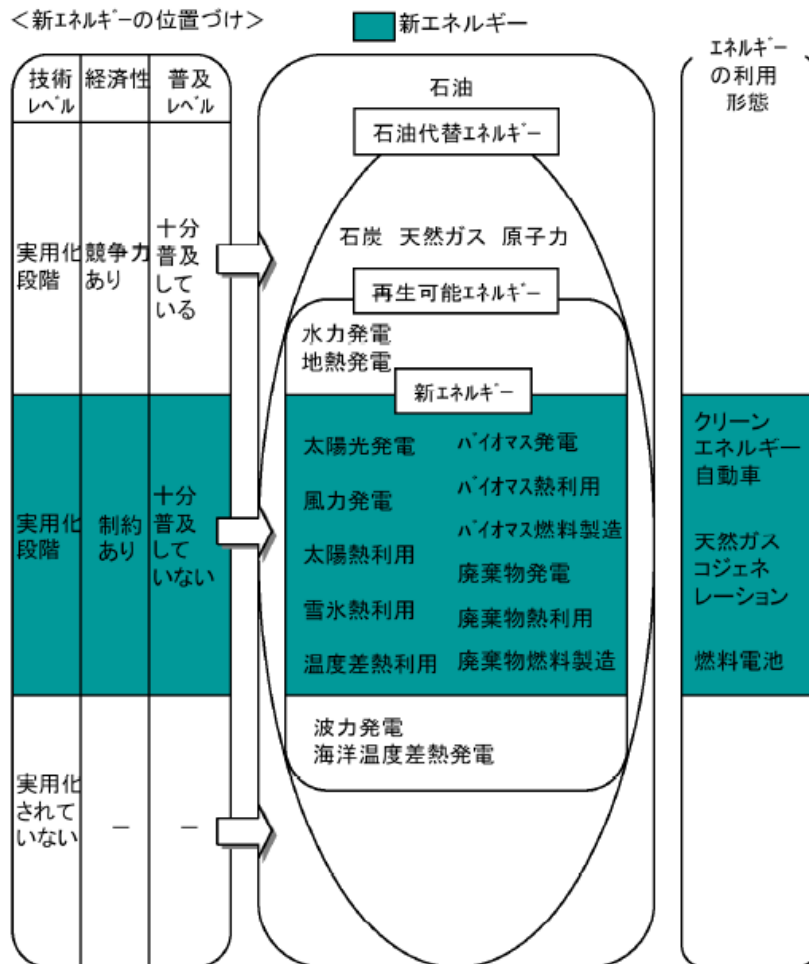 ＜新ｴﾈﾙｷﾞｰの位置づけ＞
新エネルギー
技術
ﾚﾍﾞﾙ
経済性
普及
ﾚﾍﾞﾙ
実用化
段階
競争力
あり
十分
普及して
いる
実用化
段階
制約
あり
十分
普及して
いない
実用化
されて
いない
－
－
石油
石油代替ｴﾈﾙｷﾞｰ
石炭 天然ガス 原子力
再生可能ｴﾈﾙｷﾞｰ
水力発電
地熱発電
新ｴﾈﾙｷﾞｰ
太陽光発電
風力発電
太陽熱利用
雪氷熱利用
温度差熱利用
ﾊﾞｲｵﾏｽ発電
ﾊﾞｲｵﾏｽ熱利用
ﾊﾞｲｵﾏｽ燃料製造
廃棄物発電
廃棄物熱利用
廃棄物燃料製造
波力発電
海洋温度差熱発電
ｴﾈﾙｷﾞｰ
の利用
形態
クリーン
エネルギー
自動車
天然ガス
コジェネ
レーション
燃料電池